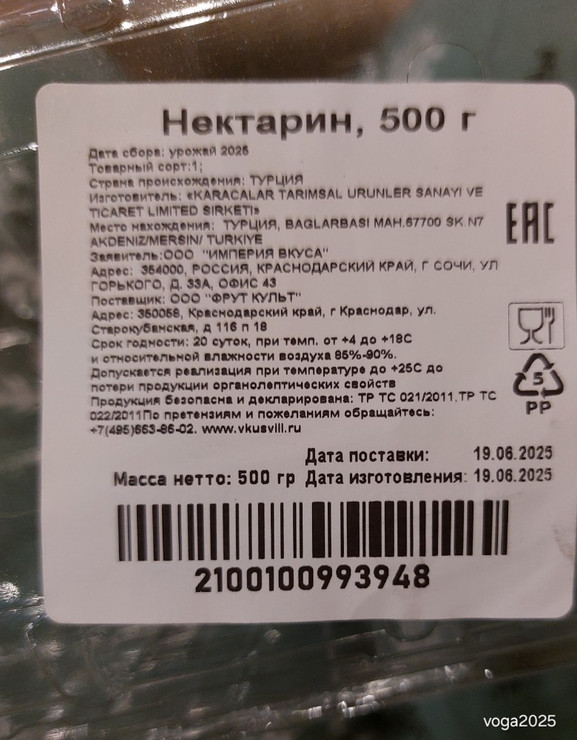 Нектарин, 500 г
Дата сбора: урожай 2025
Товарный сорт:1;
Страна происхождения: ТУРЦИЯ
Изготовитель: «KARACALAR TARIMSAL URUNLER SANAYI VE
TICARET LIMITED SIRKETI»
Место нахождения: ТУРЦИЯ, BAGLARBASI MAH.67700 SK.N7
AKDENIZ/MERSIN/ TURKIYE
Заявитель:ООО "ИМПЕРИЯ ВКУСА"
Адрес: 354000, РОССИЯ, КРАСНОДАРСКИЙ КРАЙ, Г СОЧИ, УЛ
ГОРЬКОГО, Д. 33А, ОФИС 43
Поставщик: ООО "ФРУТ КУЛЬТ"
Адрес: 350058, Краснодарский край, г Краснодар, ул.
Старокубанская, д 116 п 18
Срок годности: 20 суток, при темп. от +4 до +18С
и относительной влажности воздуха 85%-90%.
Допускается реализация при температуре до +25С до
потери продукции органолептических свойств
Продукция безопасна и декларирована: ТР ТС 021/2011.ТР ТС
022/2011По претензиям и пожеланиям обращайтесь:
+7(495)663-86-02. www.vkusvill.ru
EAC
5
PP
Дата поставки: 19.06.2025
Масса нетто: 500 гр Дата изготовления: 19.06.2025
2100100993948
voga2025